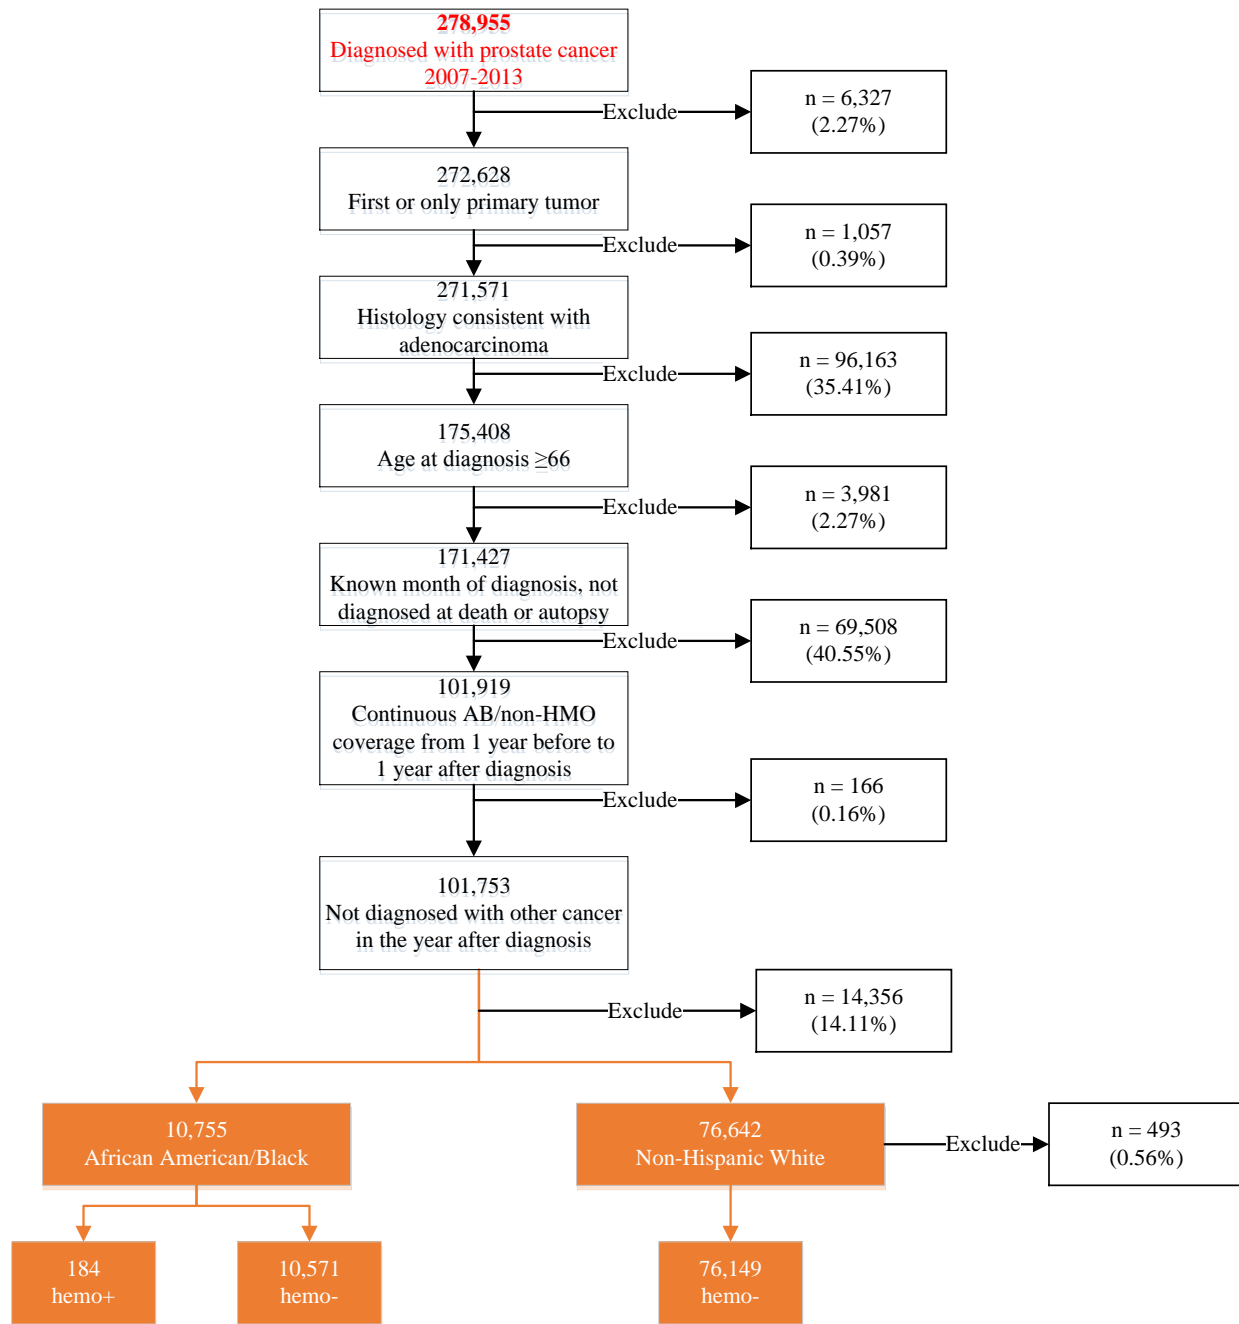 278,955
Diagnosed with prostate cancer
2007-2013
Exclude
n = 6,327
(2.27%)
272,628
First or only primary tumor
Exclude
n = 1,057
(0.39%)
271,571
Histology consistent with
adenocarcinoma
Exclude
n = 96,163
(35.41%)
175,408
Age at diagnosis ≥66
Exclude
n = 3,981
(2.27%)
171,427
Known month of diagnosis, not
diagnosed at death or autopsy
Exclude
n = 69,508
(40.55%)
101,919
Continuous AB/non-HMO
coverage from 1 year before to
1 year after diagnosis
Exclude
n = 166
(0.16%)
101,753
Not diagnosed with other cancer
in the year after diagnosis
Exclude
n = 14,356
(14.11%)
10,755
African American/Black
76,642
Non-Hispanic White
Exclude
n = 493
(0.56%)
184
hemo+
10,571
hemo-
76,149
hemo-